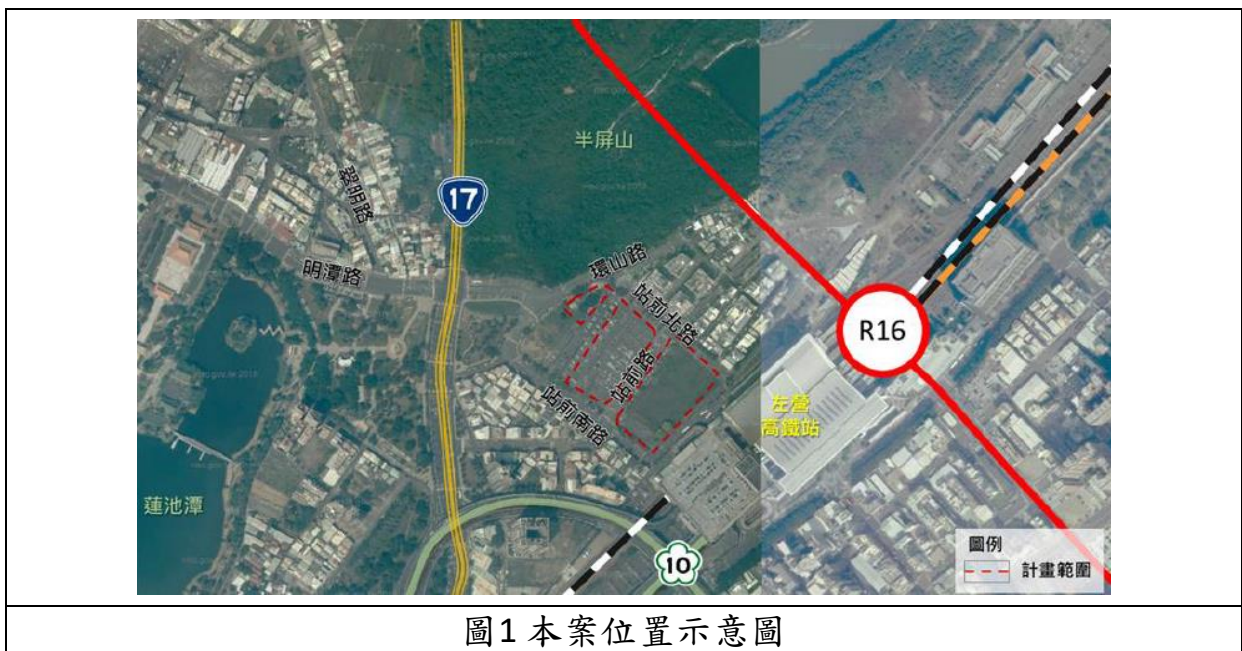 半屏山
翠明路
17
明潭路
環山路
站前北路
站前路
站前南路
R16
左營
高鐵站
蓮池潭
10
圖例
計畫範圍
圖1 本案位置示意圖